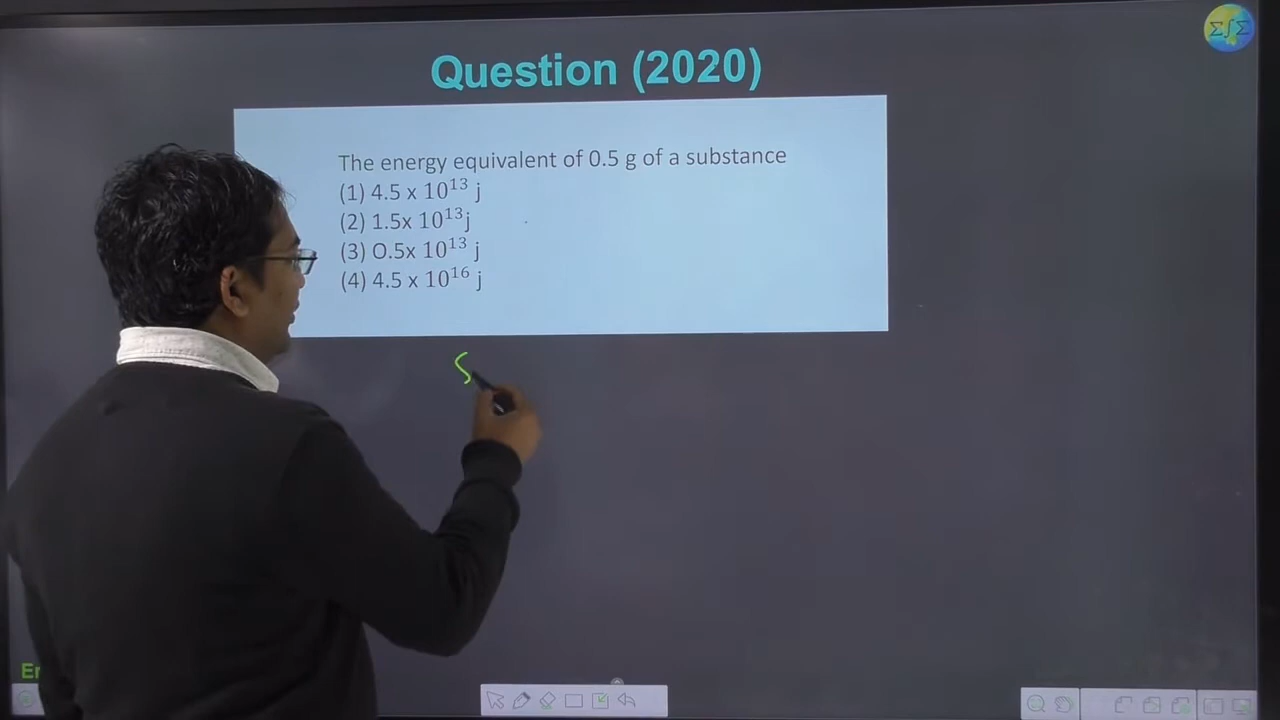 ΣʃΣ
Question (2020)
The energy equivalent of 0.5 g of a substance
(1) 4.5 x 10¹³ j
(2) 1.5x 10¹³j
(3) O.5x 10¹³ j
(4) 4.5 x 10¹⁶ j